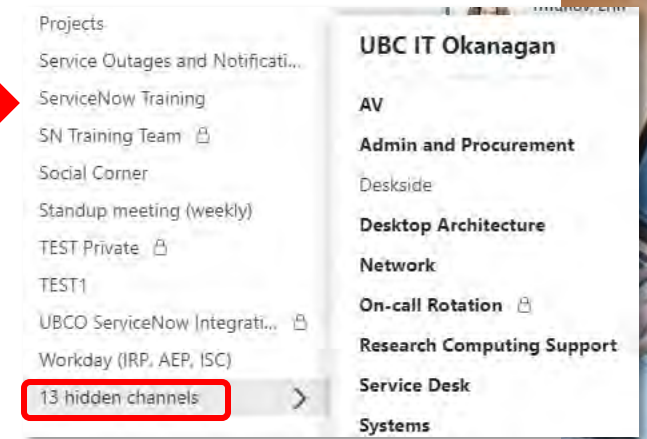 Projects
Service Outages and Notificati...
ServiceNow Training
SN Training Team
Social Corner
Standup meeting (weekly)
TEST Private
TEST1
UBCO ServiceNow Integrati...
Workday (IRP, AEP, ISC)
13 hidden channels
UBC IT Okanagan
AV
Admin and Procurement
Deskside
Desktop Architecture
Network
On-call Rotation
Research Computing Support
Service Desk
Systems